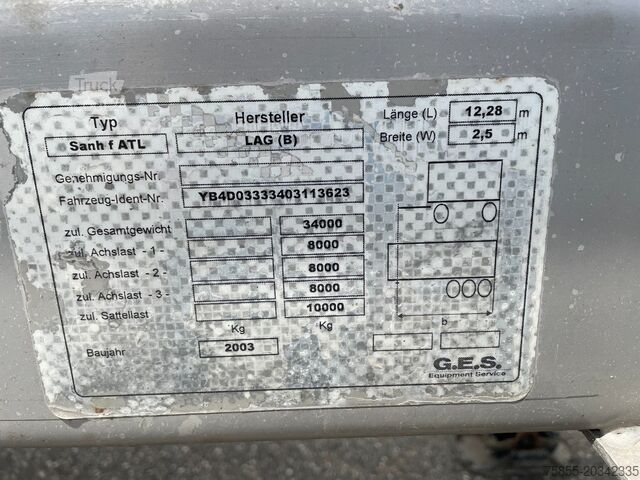 Truck
Typ Hersteller Länge (L) 12,28 m
Sanh f ATL LAG (B) Breite (W) 2,5 m
Genehmigungs-Nr.
Fahrzeug-Ident-Nr. YB4D03333403113623
zul. Gesamtgewicht 34000
zul. Achslast - 1 - 8000
zul. Achslast - 2 - 8000
zul. Achslast - 3 - 8000
zul. Sattellast 10000
Kg Kg b
Baujahr 2003 G.E.S.
Equipment Service
75855-20342335